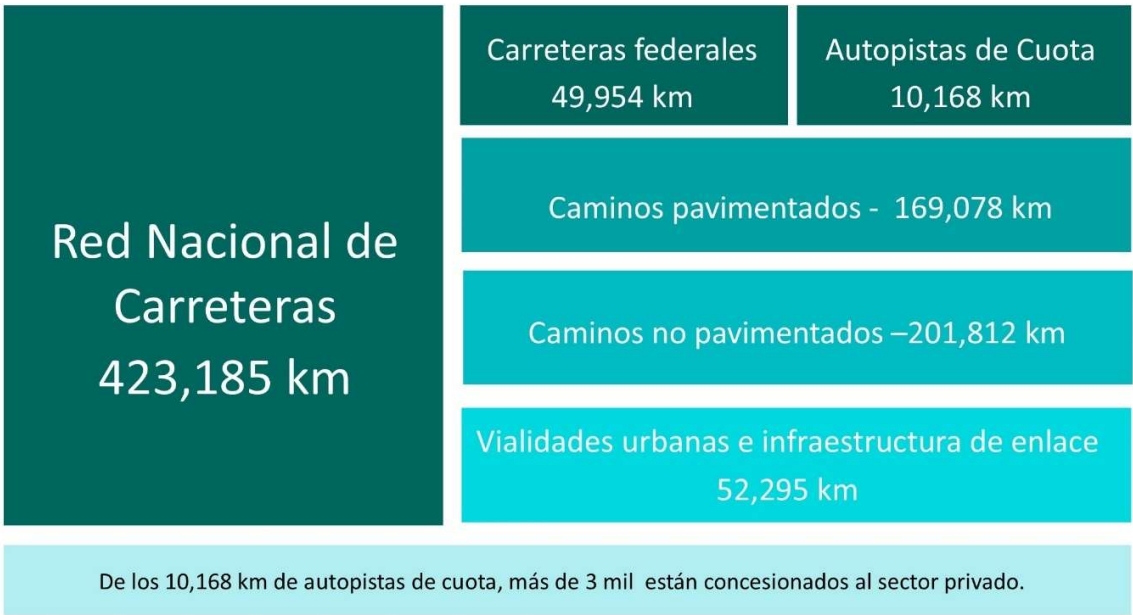 Red Nacional de
Carreteras
423,185 km
Carreteras federales
49,954 km
Autopistas de Cuota
10,168 km
Caminos pavimentados - 169,078 km
Caminos no pavimentados –201,812 km
Vialidades urbanas e infraestructura de enlace
52,295 km
De los 10,168 km de autopistas de cuota, más de 3 mil están concesionados al sector privado.